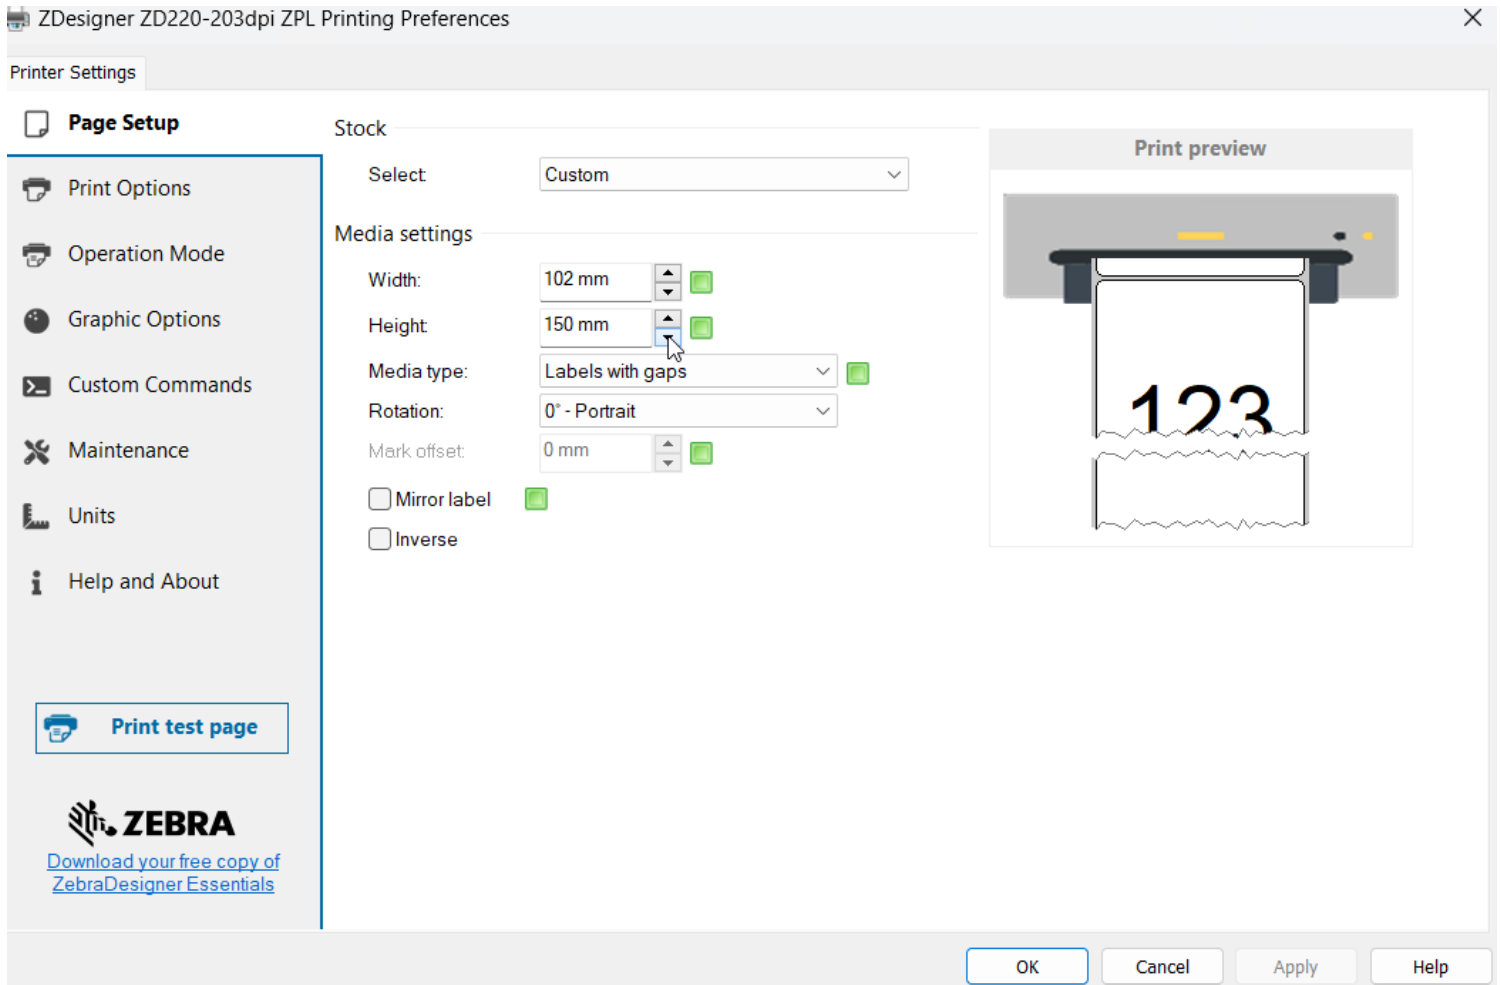 ZDesigner ZD220-203dpi ZPL Printing Preferences
Printer Settings
Page Setup
Print Options
Operation Mode
Graphic Options
Custom Commands
Maintenance
Units
Help and About
Print test page
ZEBRA
Download your free copy of
ZebraDesigner Essentials
Stock
Select: Custom
Media settings
Width: 102 mm
Height: 150 mm
Media type: Labels with gaps
Rotation: 0° - Portrait
Mark offset: 0 mm
Mirror label
Inverse
Print preview
123
OK Cancel Apply Help